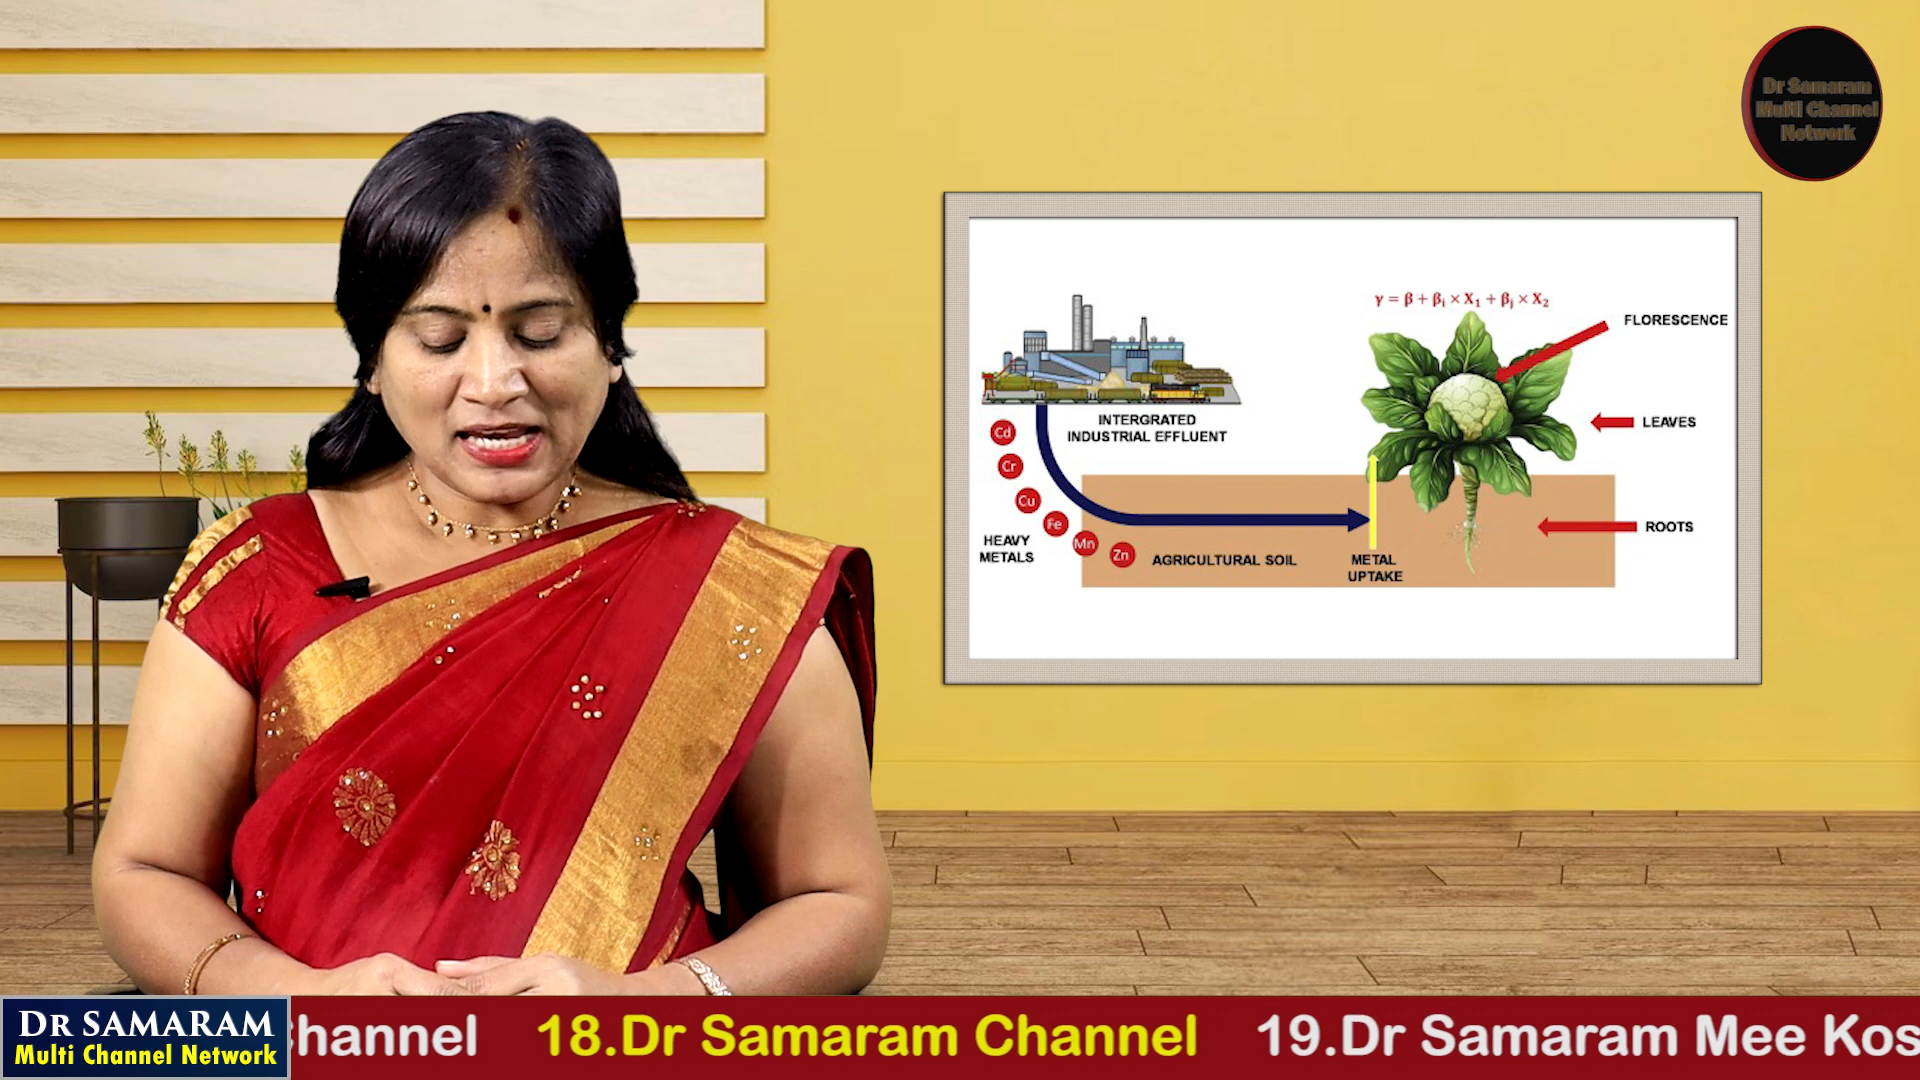 Dr Samaram
Multi Channel
Network
γ = β + βᵢ × X₁ + βⱼ × X₂
FLORESCENCE
INTERGRATED
INDUSTRIAL EFFLUENT
LEAVES
Cd
Cr
Cu
Fe
Mn
Zn
HEAVY
METALS
AGRICULTURAL SOIL
METAL
UPTAKE
ROOTS
DR SAMARAM
Multi Channel Network
Channel 18.Dr Samaram Channel 19.Dr Samaram Mee Kos